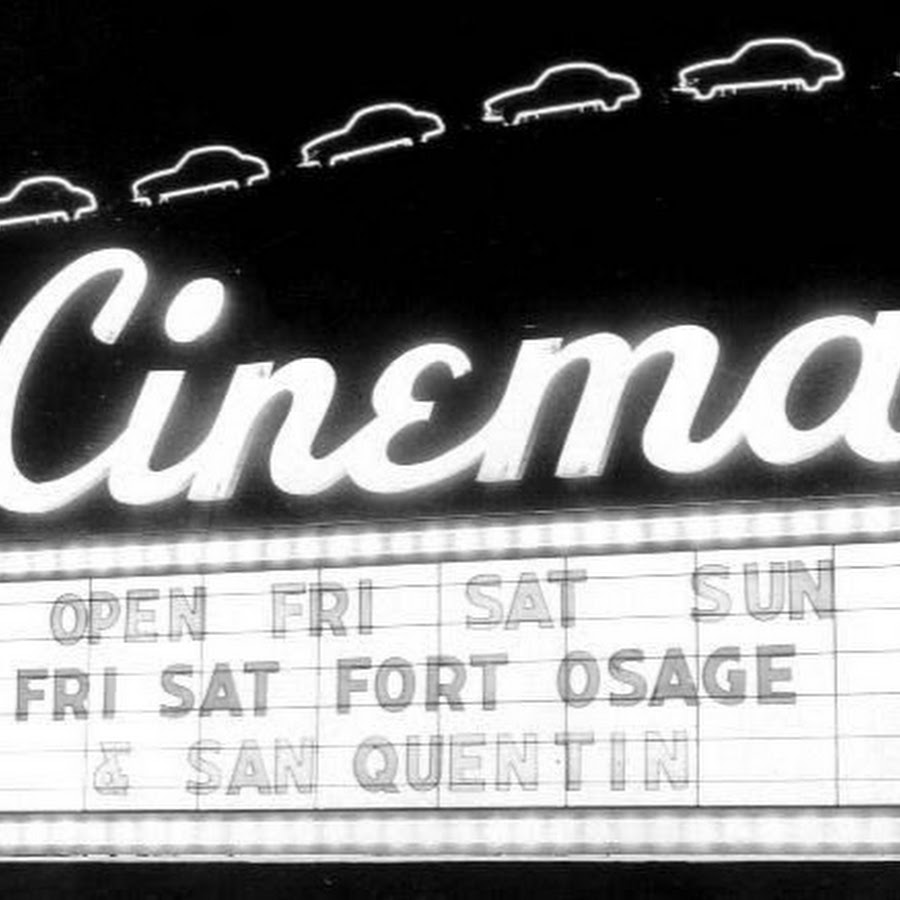 Cinema
OPEN FRI SAT SUN
FRI SAT FORT OSAGE
& SAN QUENTIN